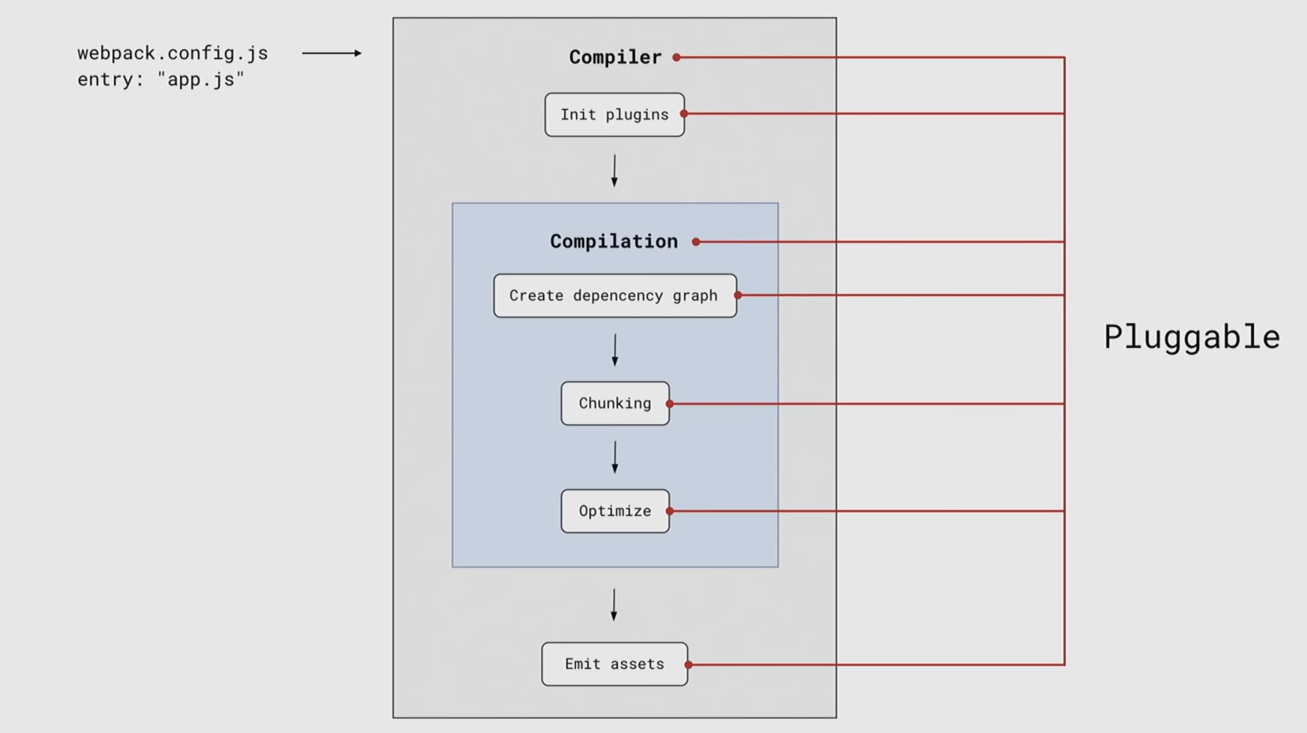 webpack.config.js
entry: "app.js"
Compiler
Init plugins
Compilation
Create depencency graph
Chunking
Optimize
Emit assets
Pluggable